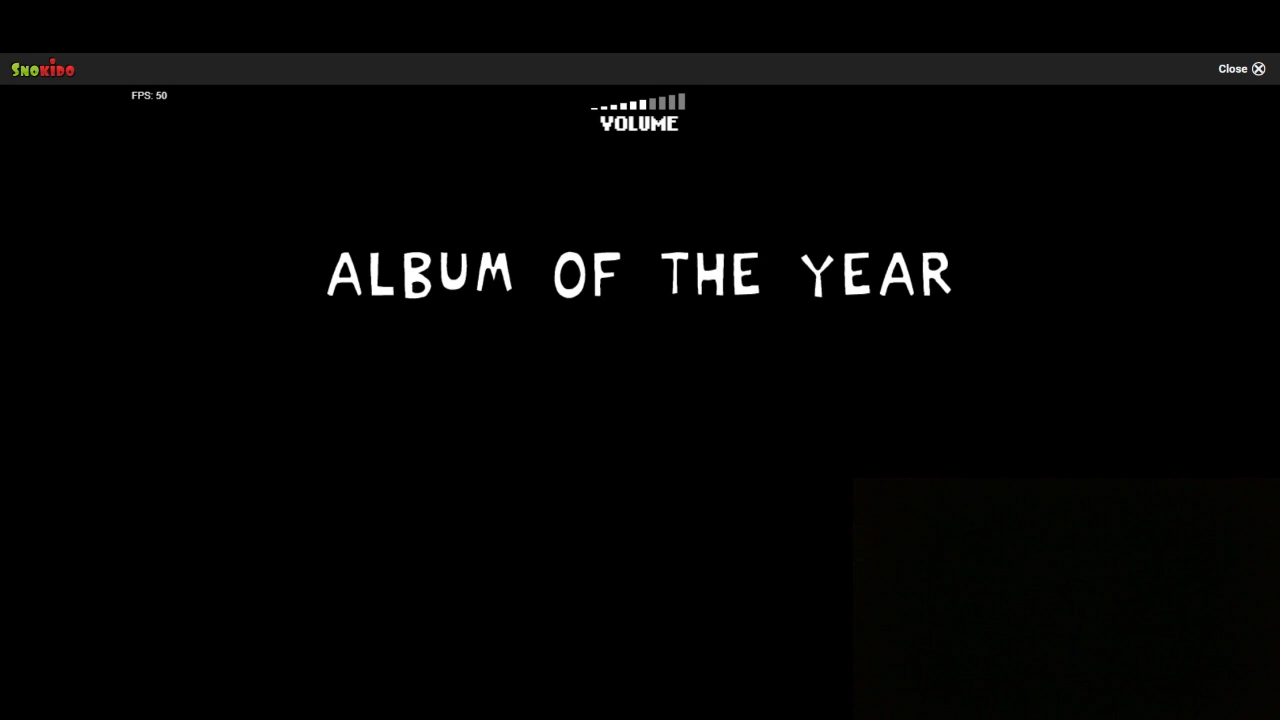 SNOKIDO
Close
FPS: 50
VOLUME
ALBUM OF THE YEAR